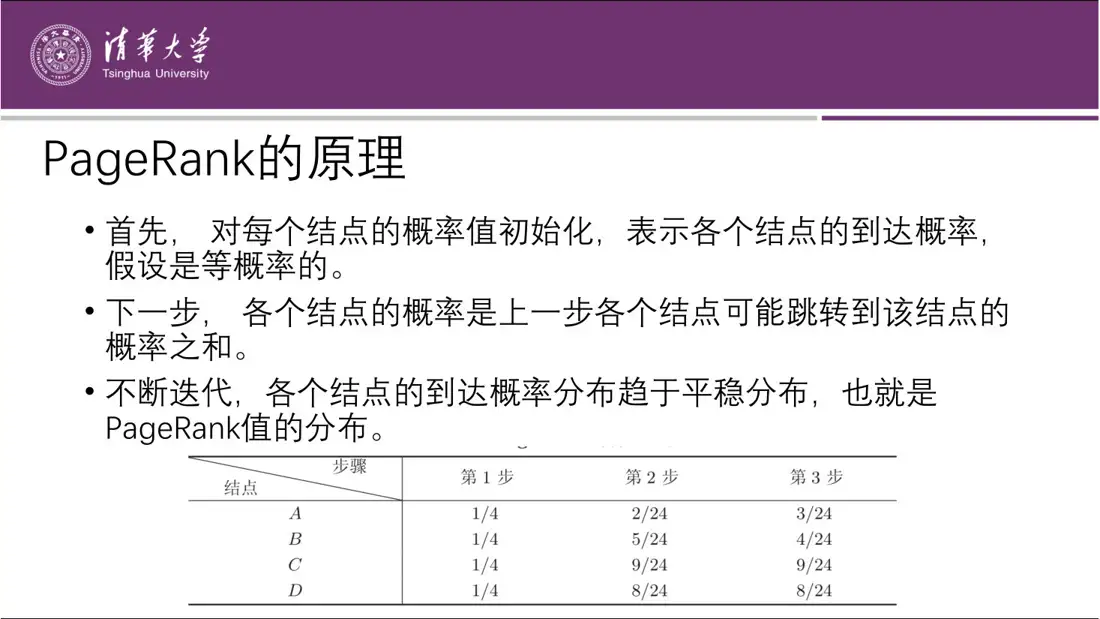 清华大学
Tsinghua University
PageRank的原理
• 首先， 对每个结点的概率值初始化，表示各个结点的到达概率，
假设是等概率的。
• 下一步， 各个结点的概率是上一步各个结点可能跳转到该结点的
概率之和。
• 不断迭代，各个结点的到达概率分布趋于平稳分布，也就是
PageRank值的分布。
步骤
结点 第 1 步 第 2 步 第 3 步
A 1/4 2/24 3/24
B 1/4 5/24 4/24
C 1/4 9/24 9/24
D 1/4 8/24 8/24